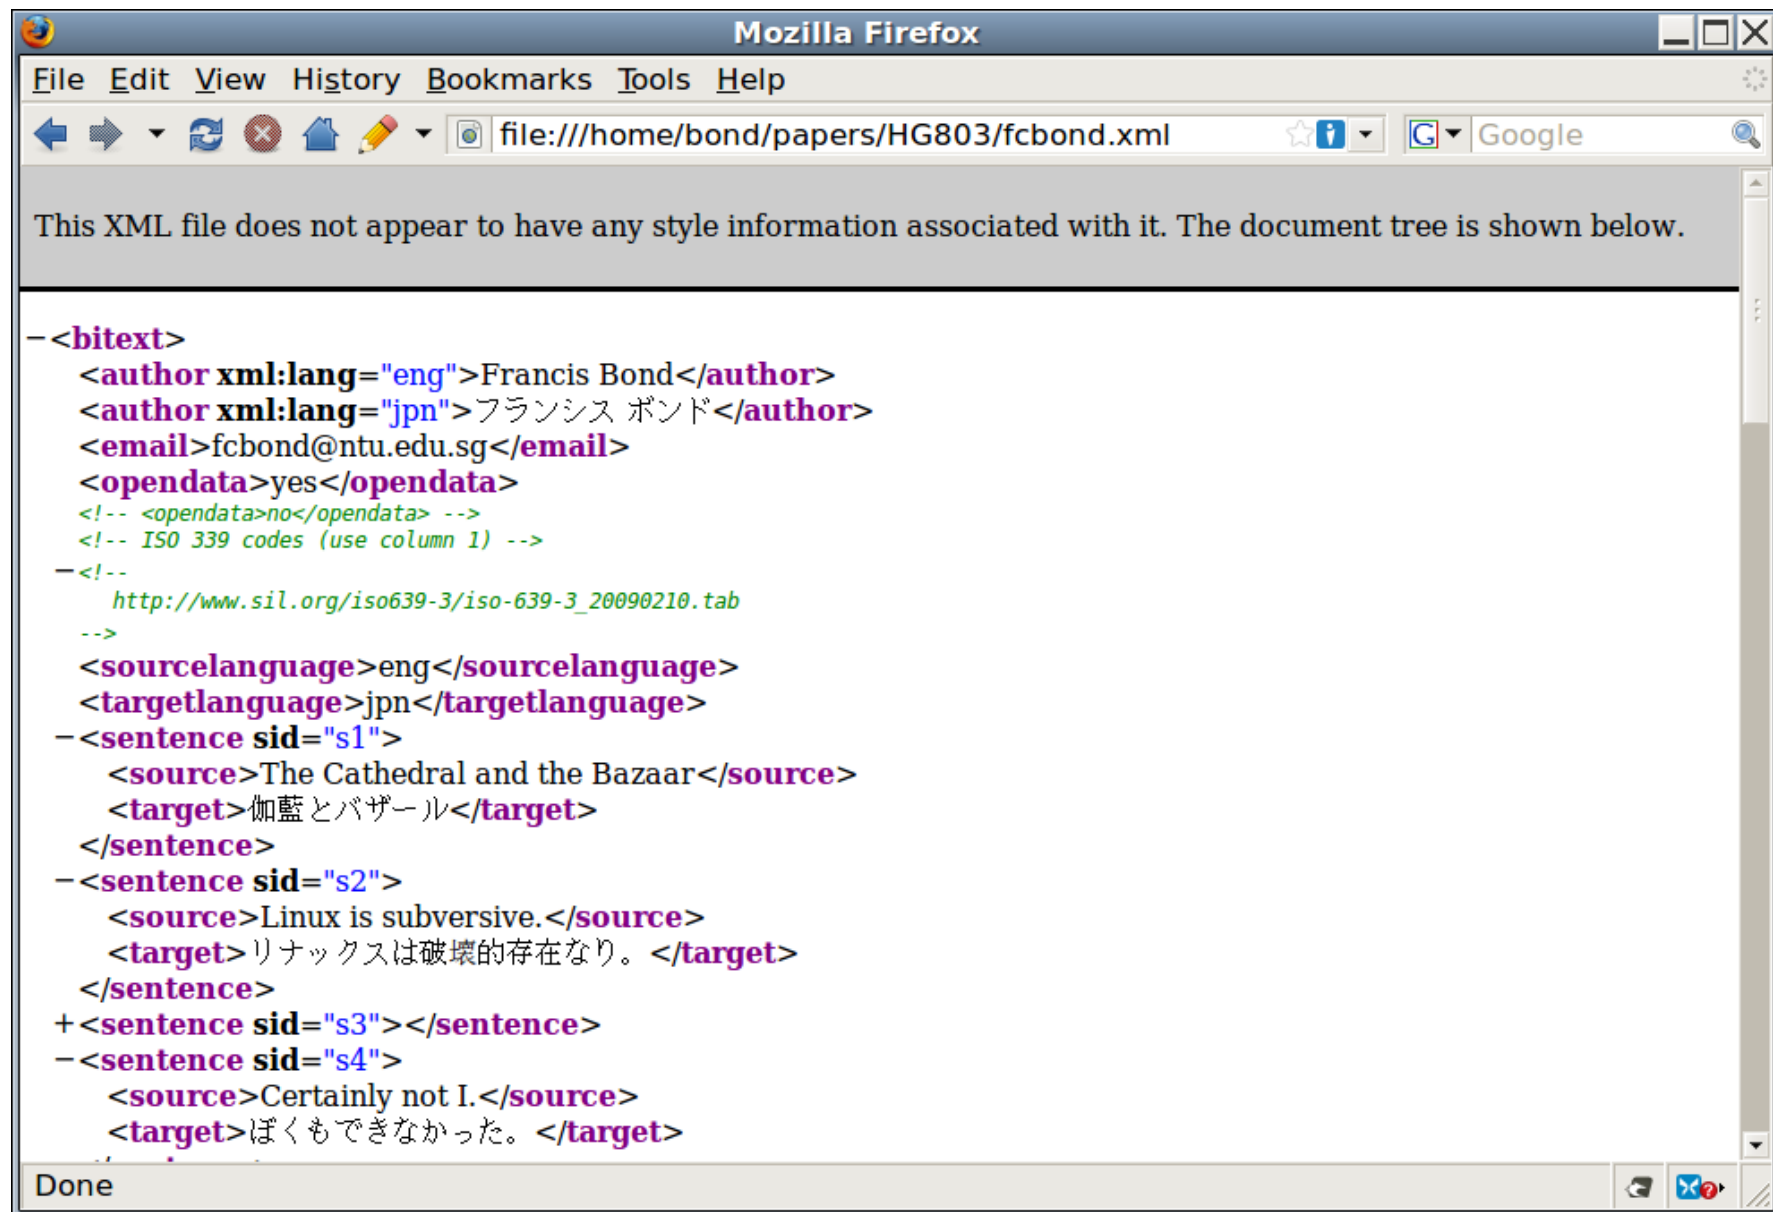 Mozilla Firefox
File Edit View History Bookmarks Tools Help
file:///home/bond/papers/HG803/fcbond.xml G Google
This XML file does not appear to have any style information associated with it. The document tree is shown below.
−<bitext>
<author xml:lang="eng">Francis Bond</author>
<author xml:lang="jpn">フランシス ボンド</author>
<email>fcbond@ntu.edu.sg</email>
<opendata>yes</opendata>
<!-- <opendata>no</opendata> -->
<!-- ISO 339 codes (use column 1) -->
−<!--
http://www.sil.org/iso639-3/iso-639-3_20090210.tab
-->
<sourcelanguage>eng</sourcelanguage>
<targetlanguage>jpn</targetlanguage>
−<sentence sid="s1">
<source>The Cathedral and the Bazaar</source>
<target>伽藍とバザール</target>
</sentence>
−<sentence sid="s2">
<source>Linux is subversive.</source>
<target>リナックスは破壊的存在なり。</target>
</sentence>
+<sentence sid="s3"></sentence>
−<sentence sid="s4">
<source>Certainly not I.</source>
<target>ぼくもできなかった。</target>
Done